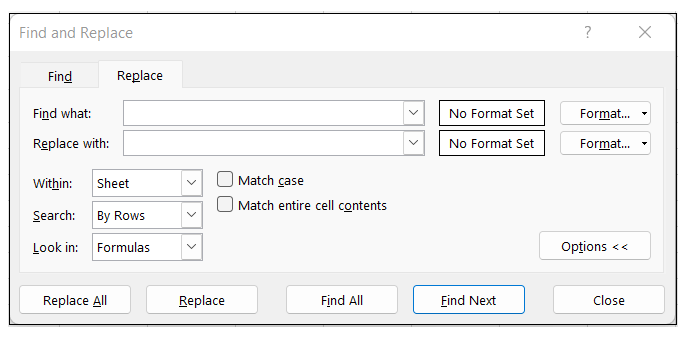 Find and Replace ?
Find Replace
Find what: No Format Set Format...
Replace with: No Format Set Format...
Within: Sheet Match case
Match entire cell contents
Search: By Rows
Look in: Formulas Options <<
Replace All Replace Find All Find Next Close